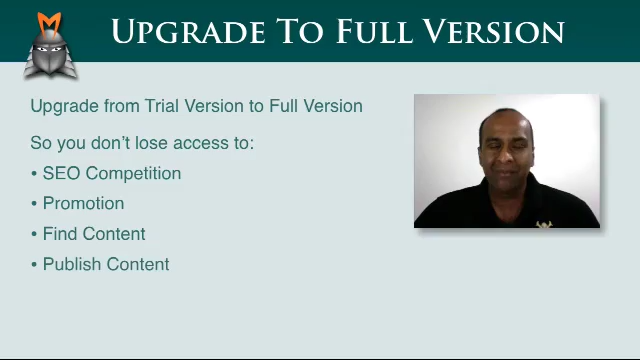 Upgrade To Full Version
Upgrade from Trial Version to Full Version
So you don't lose access to:
• SEO Competition
• Promotion
• Find Content
• Publish Content